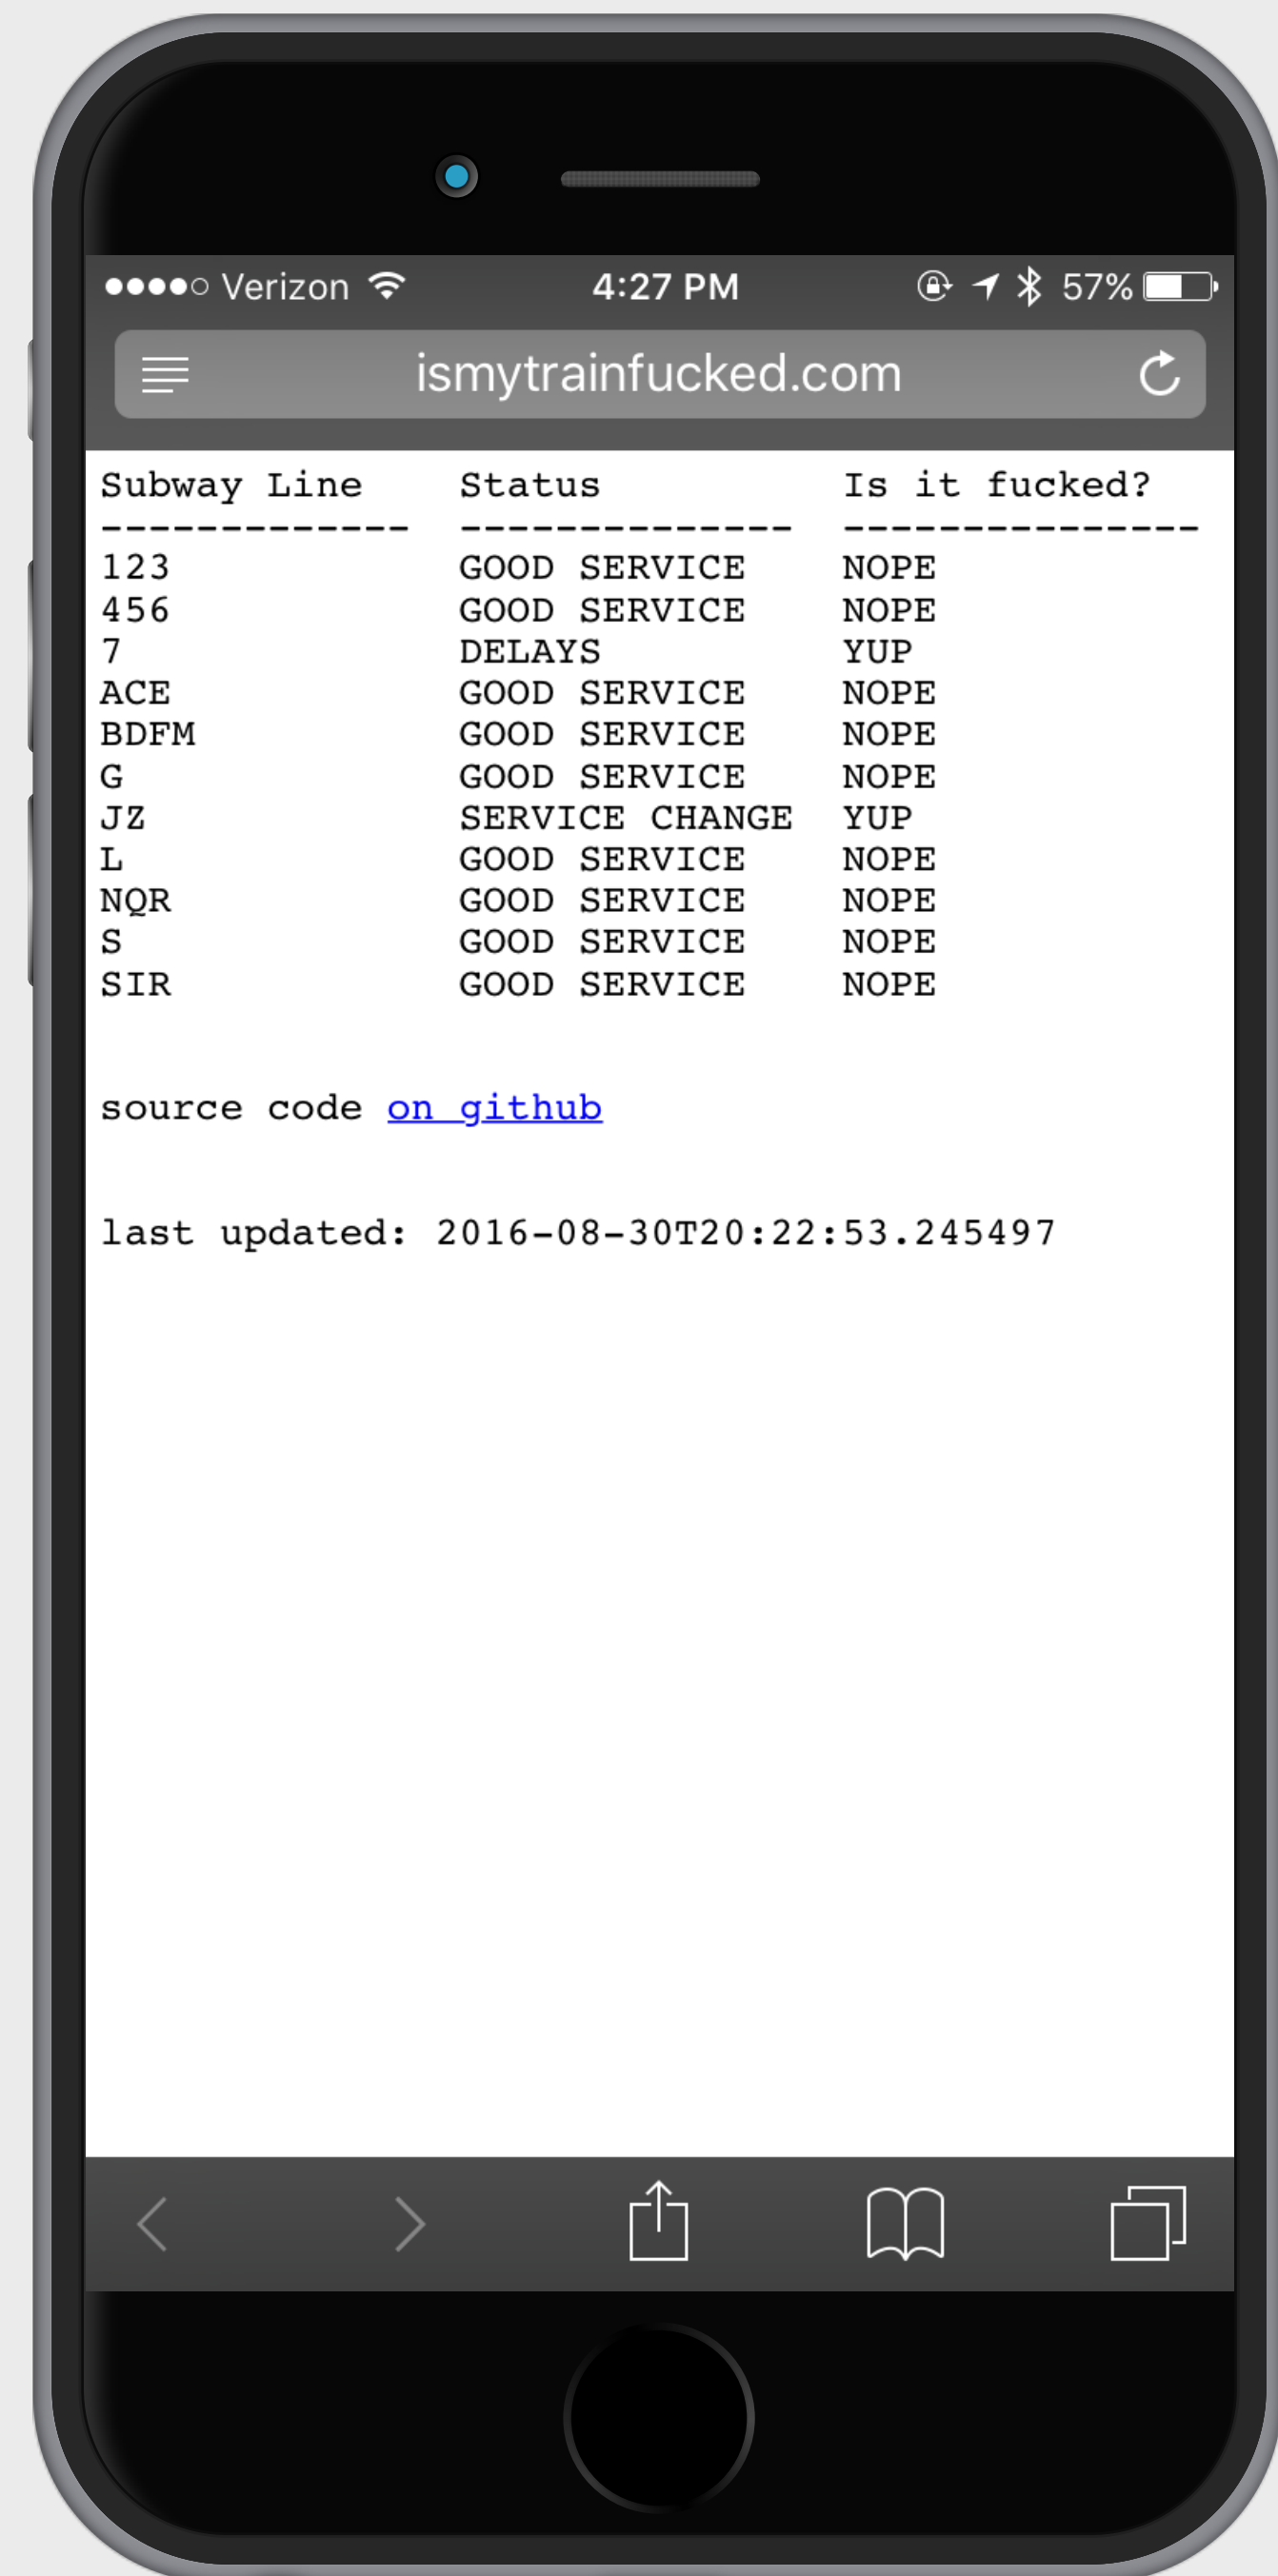 Verizon 4:27 PM 57%
ismytrainfucked.com
Subway Line Status Is it fucked?
------------- -------------- ---------------
123 GOOD SERVICE NOPE
456 GOOD SERVICE NOPE
7 DELAYS YUP
ACE GOOD SERVICE NOPE
BDFM GOOD SERVICE NOPE
G GOOD SERVICE NOPE
JZ SERVICE CHANGE YUP
L GOOD SERVICE NOPE
NQR GOOD SERVICE NOPE
S GOOD SERVICE NOPE
SIR GOOD SERVICE NOPE
source code on github
last updated: 2016-08-30T20:22:53.245497